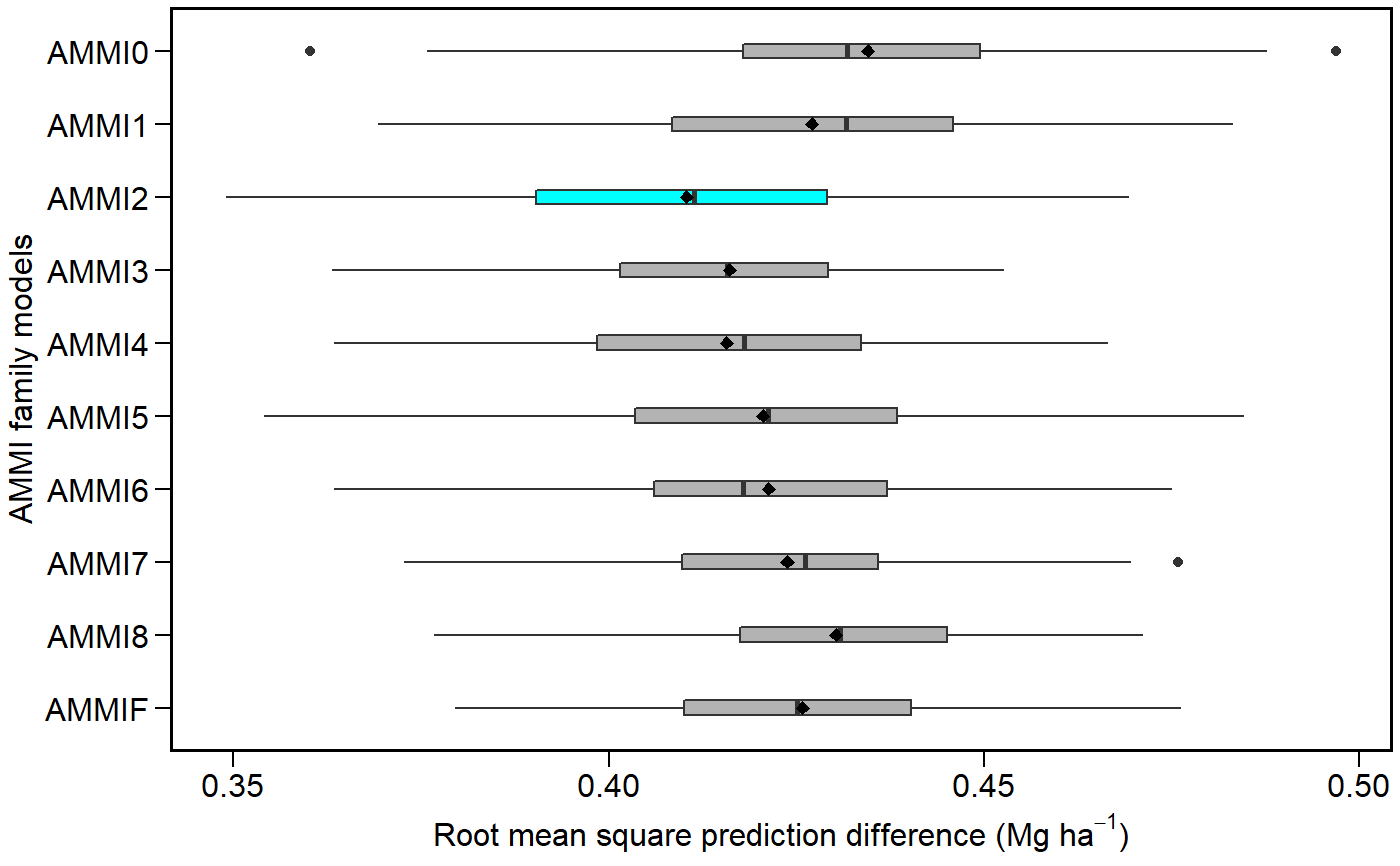 AMMI family models
AMMI0
AMMI1
AMMI2
AMMI3
AMMI4
AMMI5
AMMI6
AMMI7
AMMI8
AMMIF
0.35 0.40 0.45 0.50
Root mean square prediction difference (Mg ha⁻¹)